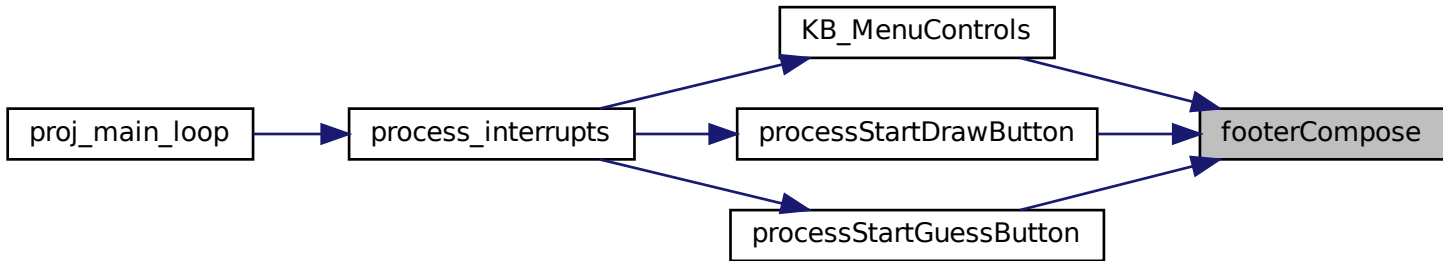 KB_MenuControls
proj_main_loop
process_interrupts
processStartDrawButton
footerCompose
processStartGuessButton